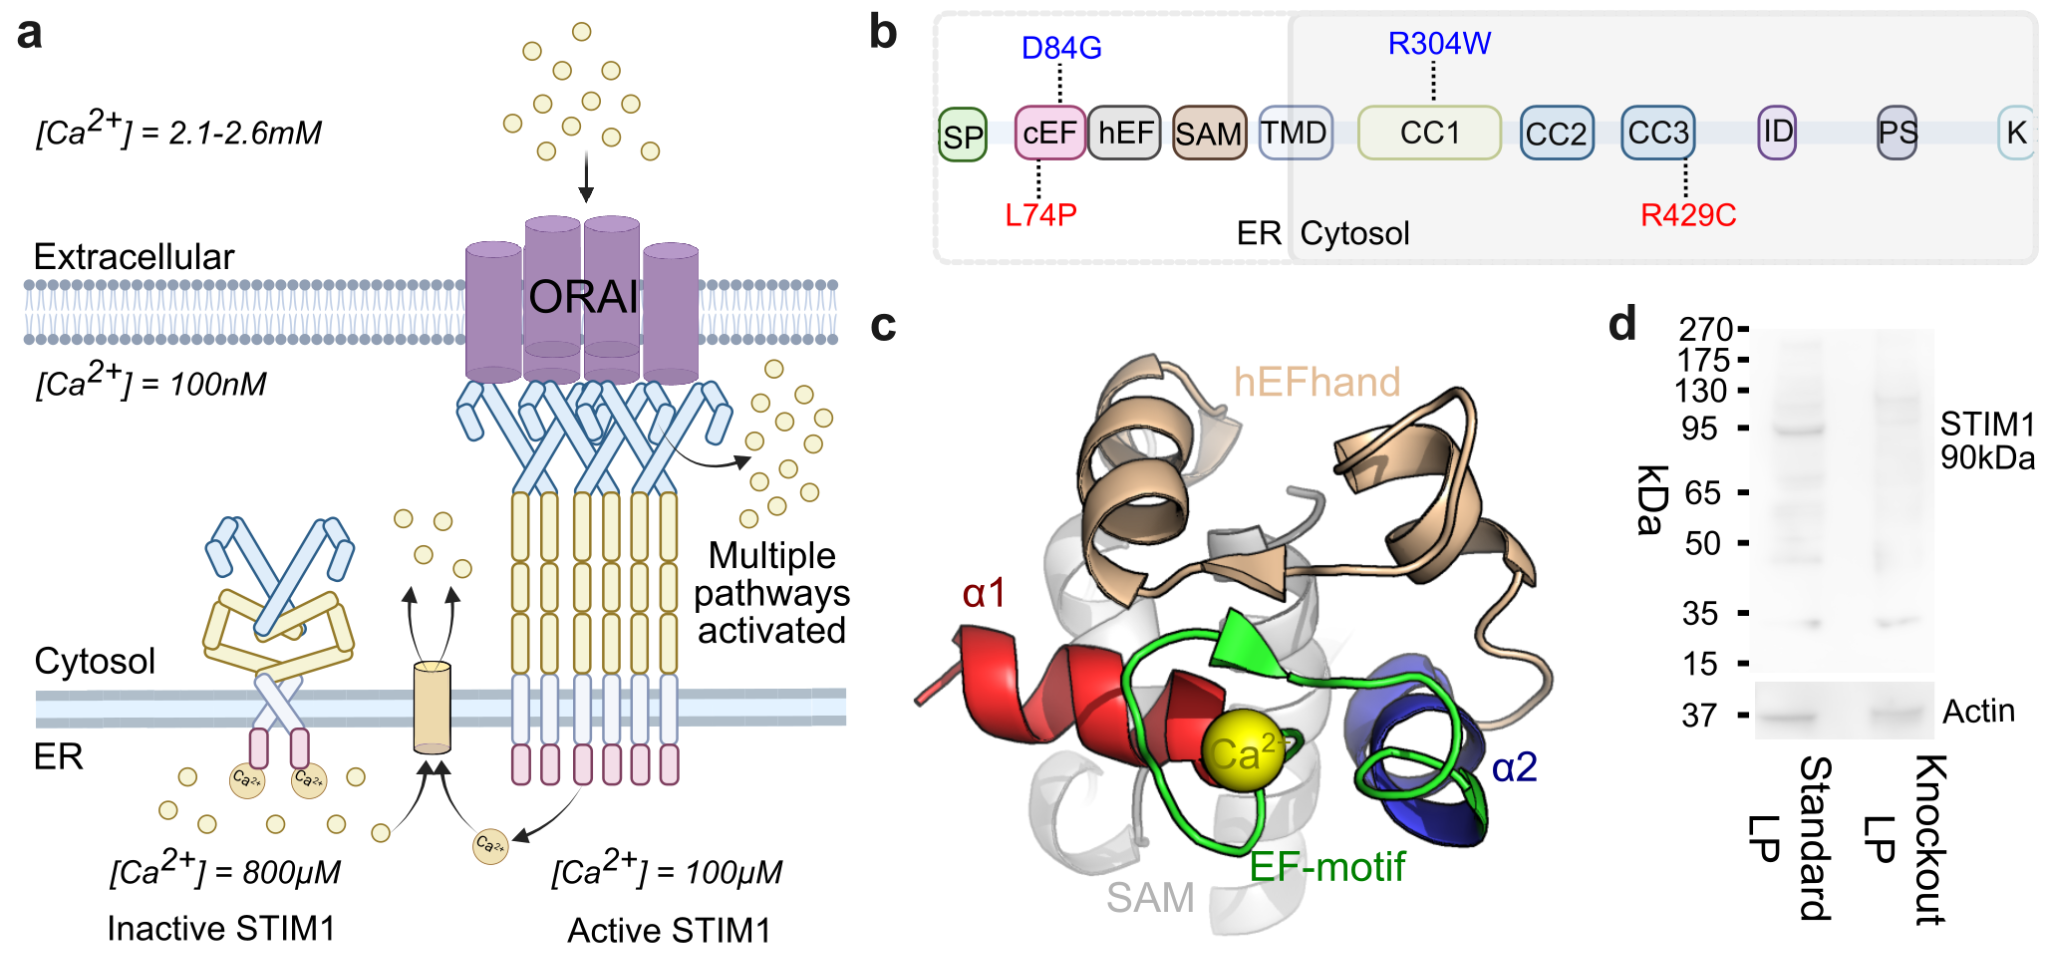 a
[Ca2+] = 2.1-2.6mM
Extracellular
ORAI
[Ca2+] = 100nM
Multiple
pathways
activated
Cytosol
ER
Ca2+
Ca2+
Ca2+
[Ca2+] = 800µM
[Ca2+] = 100µM
Inactive STIM1
Active STIM1
b
D84G
R304W
SP
cEF
hEF
SAM
TMD
CC1
CC2
CC3
ID
PS
K
L74P
R429C
ER
Cytosol
c
hEFhand
α1
Ca2+
α2
EF-motif
SAM
d
270
175
130
95
65
50
35
15
37
kDa
STIM1
90kDa
Actin
Standard
LP
Knockout
LP